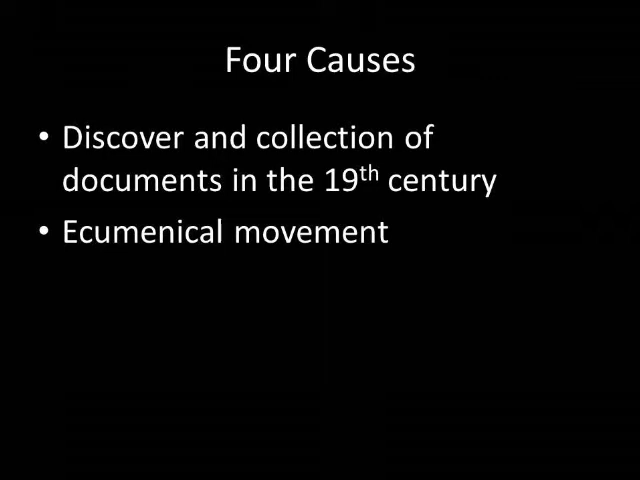 Four Causes
• Discover and collection of
documents in the 19th century
• Ecumenical movement